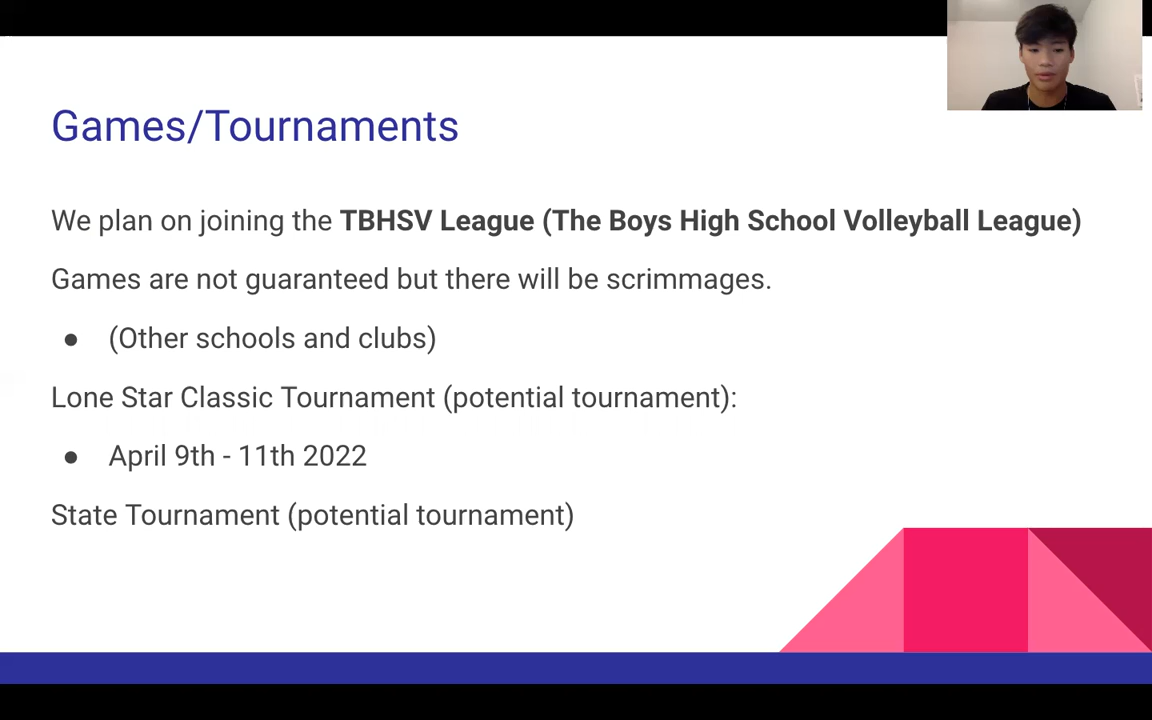 Games/Tournaments
We plan on joining the TBHSV League (The Boys High School Volleyball League)
Games are not guaranteed but there will be scrimmages.
● (Other schools and clubs)
Lone Star Classic Tournament (potential tournament):
● April 9th - 11th 2022
State Tournament (potential tournament)